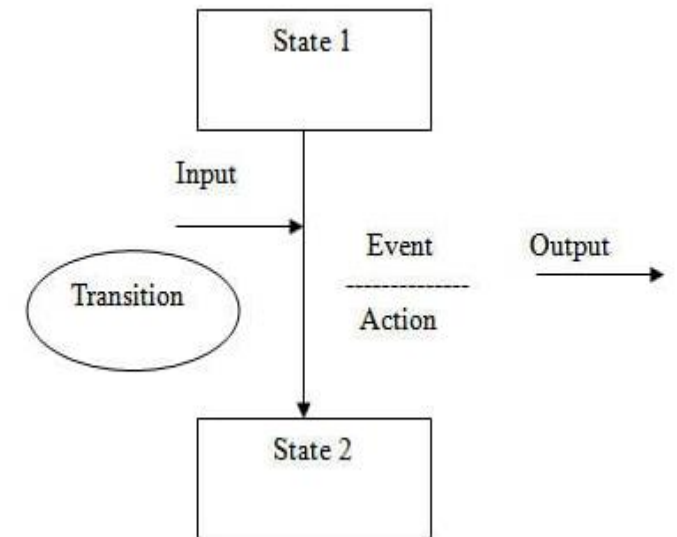 State 1
Input
Event
Output
--------------
Transition
Action
State 2